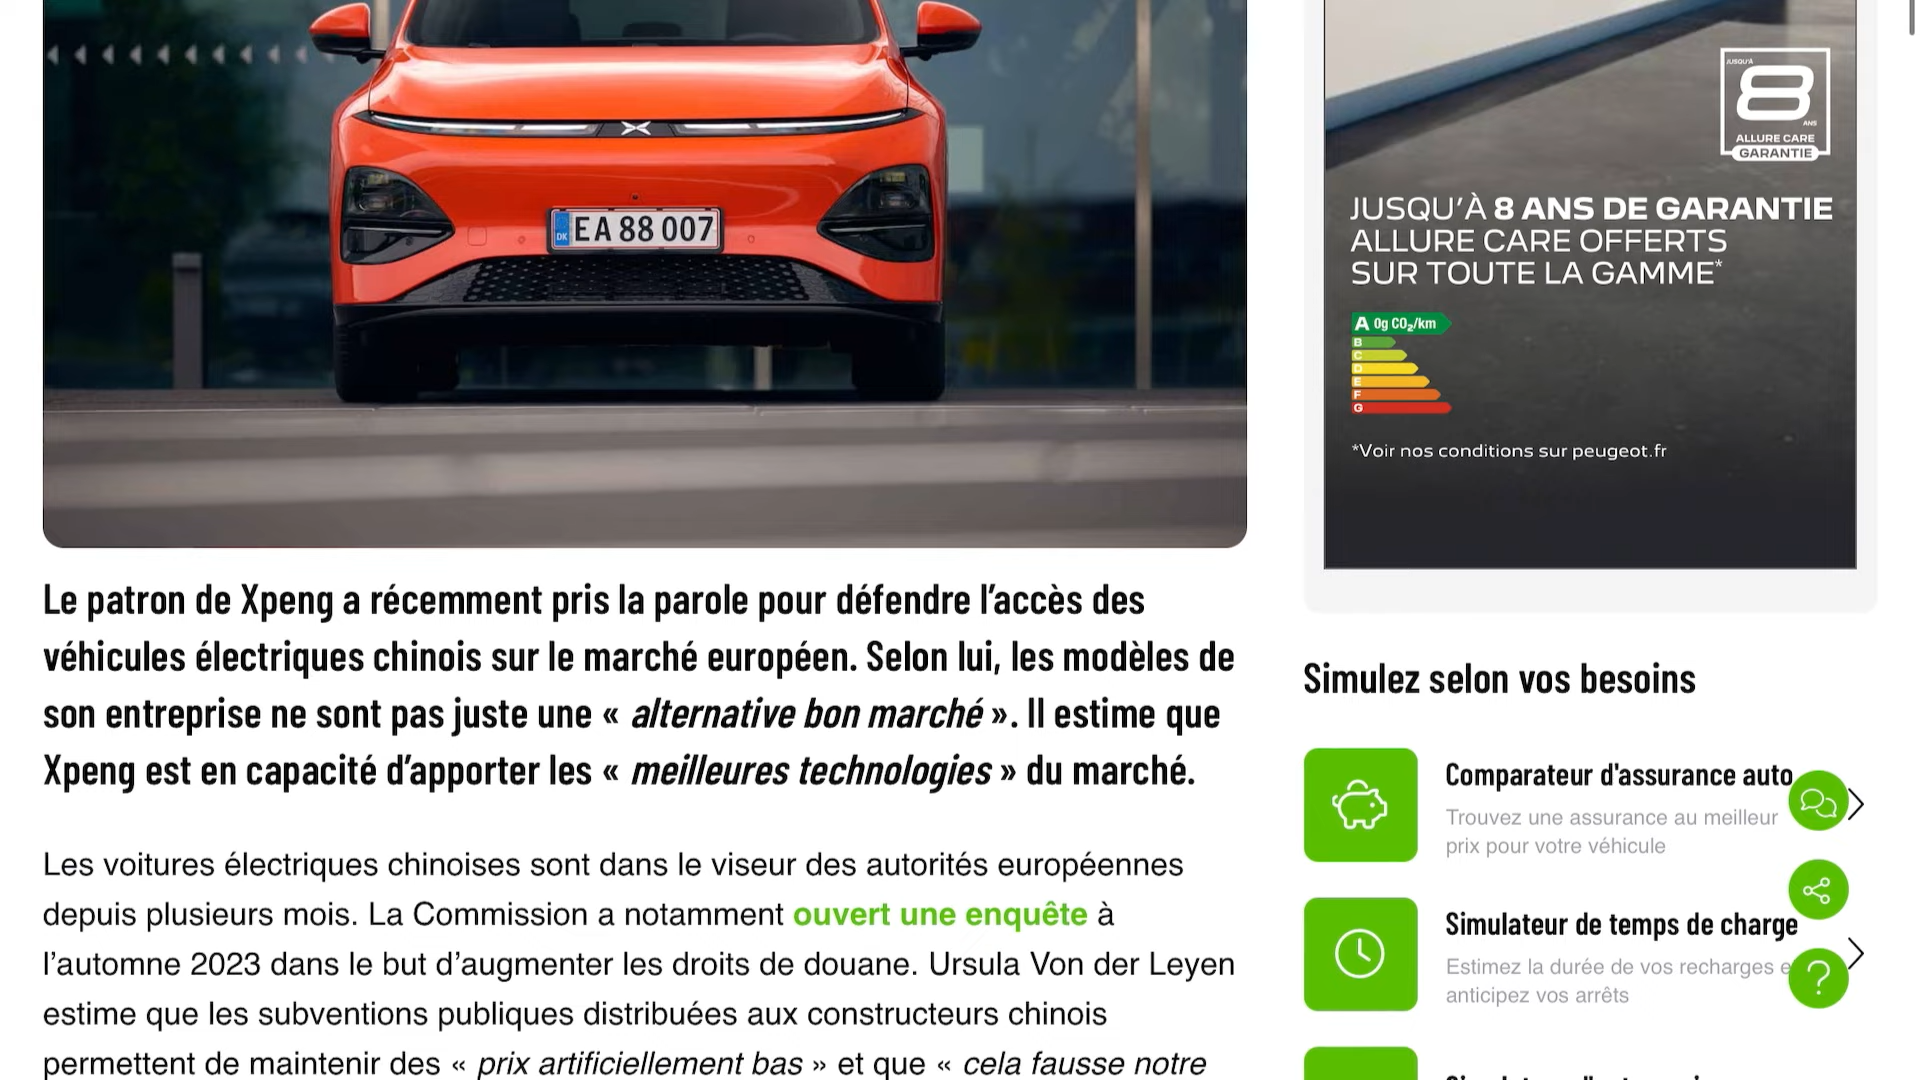 DK EA 88 007
Le patron de Xpeng a récemment pris la parole pour défendre l’accès des
véhicules électriques chinois sur le marché européen. Selon lui, les modèles de
son entreprise ne sont pas juste une « alternative bon marché ». Il estime que
Xpeng est en capacité d’apporter les « meilleures technologies » du marché.
Les voitures électriques chinoises sont dans le viseur des autorités européennes
depuis plusieurs mois. La Commission a notamment ouvert une enquête à
l’automne 2023 dans le but d’augmenter les droits de douane. Ursula Von der Leyen
estime que les subventions publiques distribuées aux constructeurs chinois
permettent de maintenir des « prix artificiellement bas » et que « cela fausse notre
JUSQU'À
8
ANS
ALLURE CARE
GARANTIE
JUSQU’À 8 ANS DE GARANTIE
ALLURE CARE OFFERTS
SUR TOUTE LA GAMME*
A 0g CO₂/km
B
C
D
E
F
G
*Voir nos conditions sur peugeot.fr
Simulez selon vos besoins
Comparateur d'assurance auto
Trouvez une assurance au meilleur
prix pour votre véhicule
Simulateur de temps de charge
Estimez la durée de vos recharges e
anticipez vos arrêts